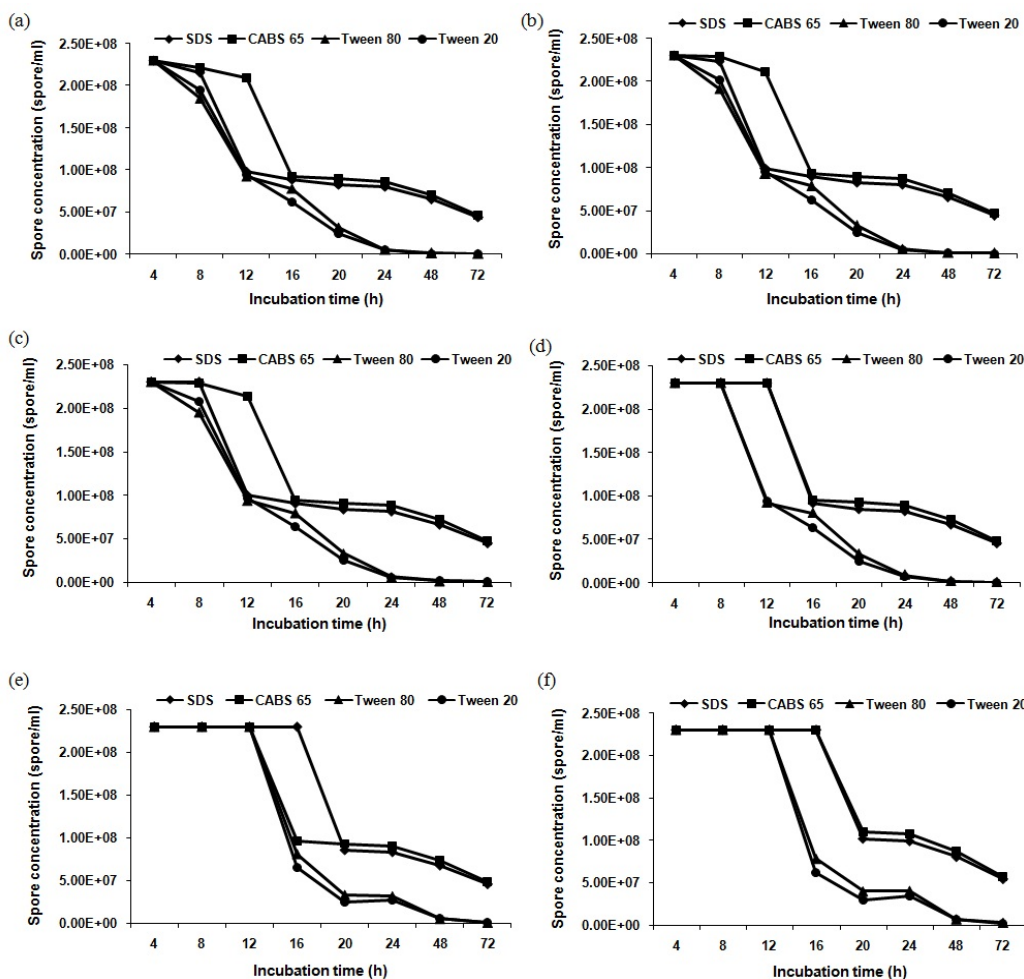 (a)
SDS CABS 65 Tween 80 Tween 20
Spore concentration (spore/ml)
2.50E+08
2.00E+08
1.50E+08
1.00E+08
5.00E+07
0.00E+00
4 8 12 16 20 24 48 72
Incubation time (h)
(b)
SDS CABS 65 Tween 80 Tween 20
Spore concentration (spore/ml)
2.50E+08
2.00E+08
1.50E+08
1.00E+08
5.00E+07
0.00E+00
4 8 12 16 20 24 48 72
Incubation time (h)
(c)
SDS CABS 65 Tween 80 Tween 20
Spore concentration (spore/ml)
2.50E+08
2.00E+08
1.50E+08
1.00E+08
5.00E+07
0.00E+00
4 8 12 16 20 24 48 72
Incubation time (h)
(d)
SDS CABS 65 Tween 80 Tween 20
Spore concentration (spore/ml)
2.50E+08
2.00E+08
1.50E+08
1.00E+08
5.00E+07
0.00E+00
4 8 12 16 20 24 48 72
Incubation time (h)
(e)
SDS CABS 65 Tween 80 Tween 20
Spore concentration (spore/ml)
2.50E+08
2.00E+08
1.50E+08
1.00E+08
5.00E+07
0.00E+00
4 8 12 16 20 24 48 72
Incubation time (h)
(f)
SDS CABS 65 Tween 80 Tween 20
Spore concentration (spore/ml)
2.50E+08
2.00E+08
1.50E+08
1.00E+08
5.00E+07
0.00E+00
4 8 12 16 20 24 48 72
Incubation time (h)